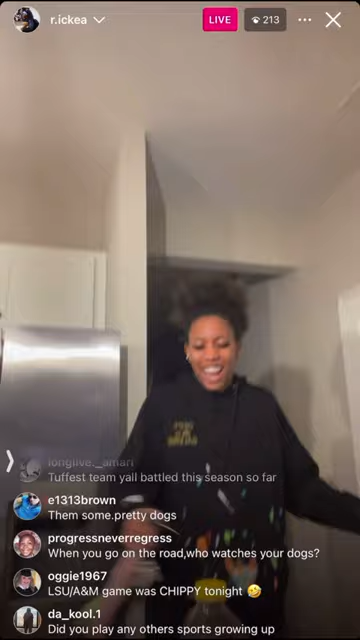 r.ickea
LIVE
213
longlive._amari
Tuffest team yall battled this season so far
e1313brown
Them some.pretty dogs
progressneverregress
When you go on the road,who watches your dogs?
oggie1967
LSU/A&M game was CHIPPY tonight 🤣
da_kool.1
Did you play any others sports growing up